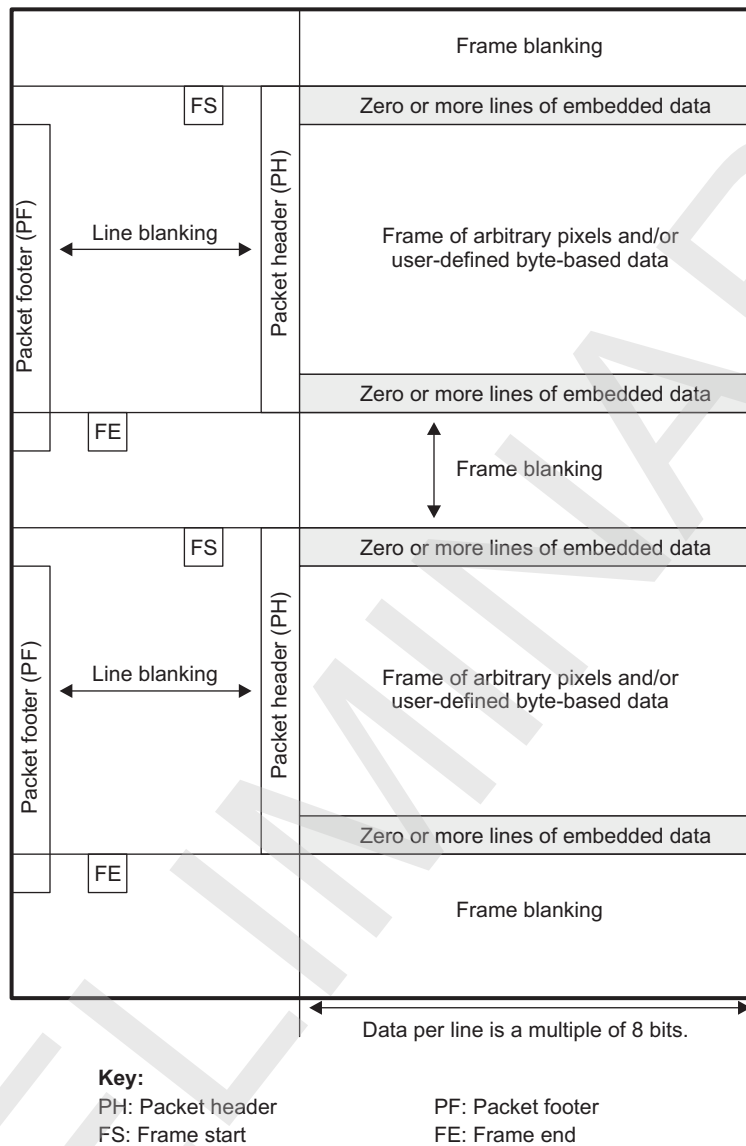 Frame blanking
FS
Zero or more lines of embedded data
Packet footer (PF)
Line blanking
Packet header (PH)
Frame of arbitrary pixels and/or
user-defined byte-based data
Zero or more lines of embedded data
FE
Frame blanking
FS
Zero or more lines of embedded data
Packet footer (PF)
Line blanking
Packet header (PH)
Frame of arbitrary pixels and/or
user-defined byte-based data
Zero or more lines of embedded data
FE
Frame blanking
Data per line is a multiple of 8 bits.
Key:
PH: Packet header PF: Packet footer
FS: Frame start FE: Frame end